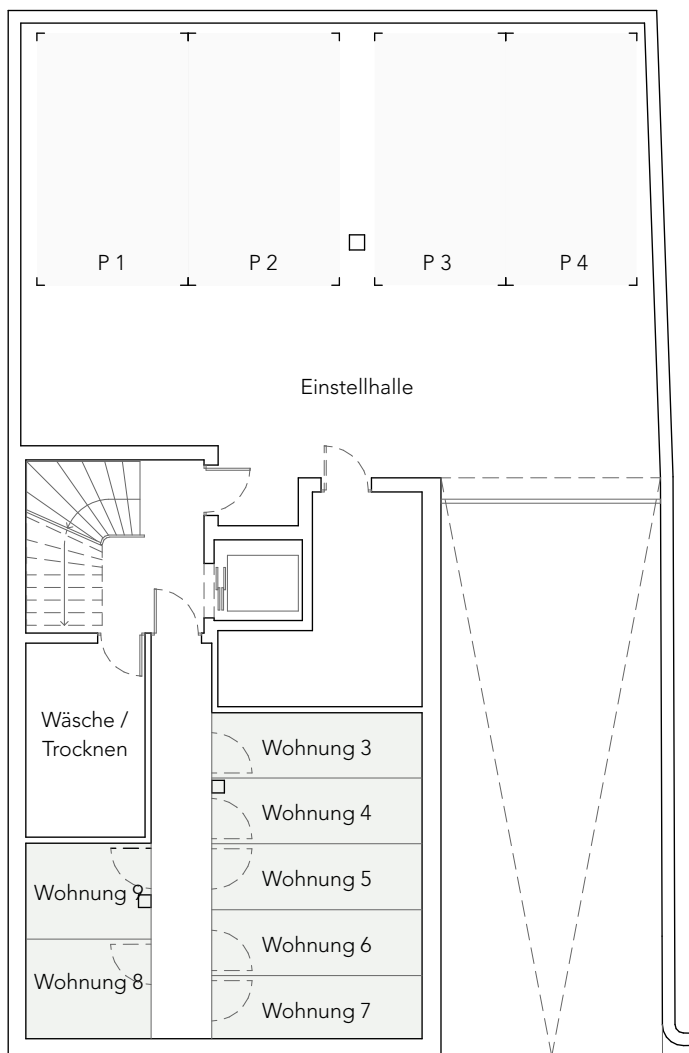 P 1
P 2
P 3
P 4
Einstellhalle
Wäsche /
Trocknen
Wohnung 3
Wohnung 4
Wohnung 5
Wohnung 6
Wohnung 7
Wohnung 9
Wohnung 8